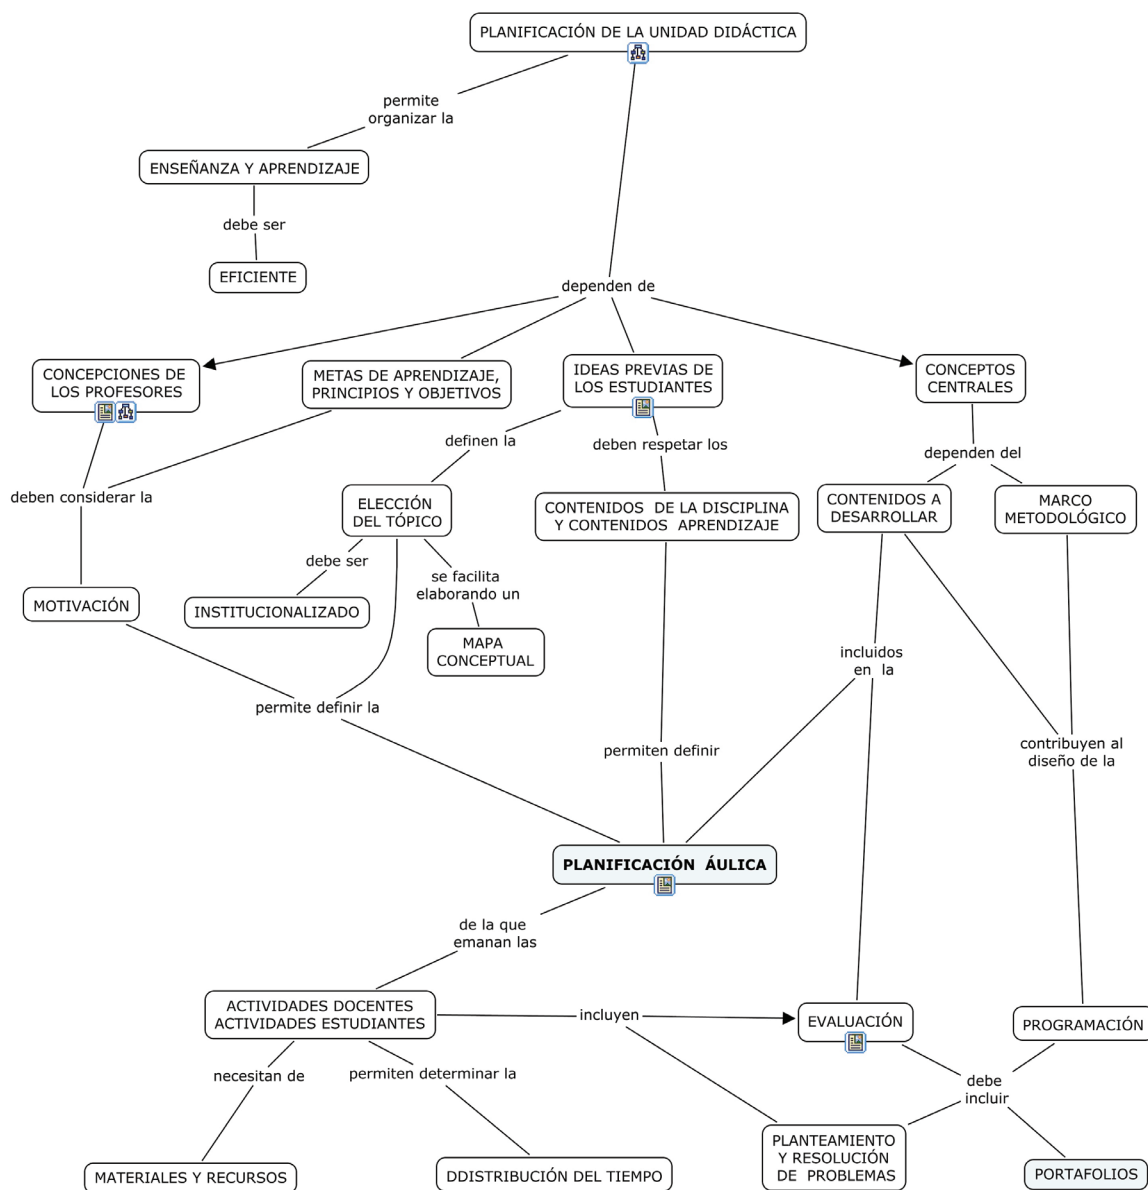 PLANIFICACIÓN DE LA UNIDAD DIDÁCTICA
permite
organizar la
ENSEÑANZA Y APRENDIZAJE
debe ser
EFICIENTE
dependen de
CONCEPCIONES DE
LOS PROFESORES
METAS DE APRENDIZAJE,
PRINCIPIOS Y OBJETIVOS
IDEAS PREVIAS DE
LOS ESTUDIANTES
CONCEPTOS
CENTRALES
definen la
deben respetar los
dependen del
deben considerar la
ELECCIÓN
DEL TÓPICO
CONTENIDOS DE LA DISCIPLINA
Y CONTENIDOS APRENDIZAJE
CONTENIDOS A
DESARROLLAR
MARCO
METODOLÓGICO
debe ser
se facilita
elaborando un
MOTIVACIÓN
INSTITUCIONALIZADO
MAPA
CONCEPTUAL
incluidos
en la
permite definir la
permiten definir
contribuyen al
diseño de la
PLANIFICACIÓN ÁULICA
de la que
emanan las
ACTIVIDADES DOCENTES
ACTIVIDADES ESTUDIANTES
incluyen
EVALUACIÓN
PROGRAMACIÓN
necesitan de
permiten determinar la
debe
incluir
MATERIALES Y RECURSOS
DDISTRIBUCIÓN DEL TIEMPO
PLANTEAMIENTO
Y RESOLUCIÓN
DE PROBLEMAS
PORTAFOLIOS